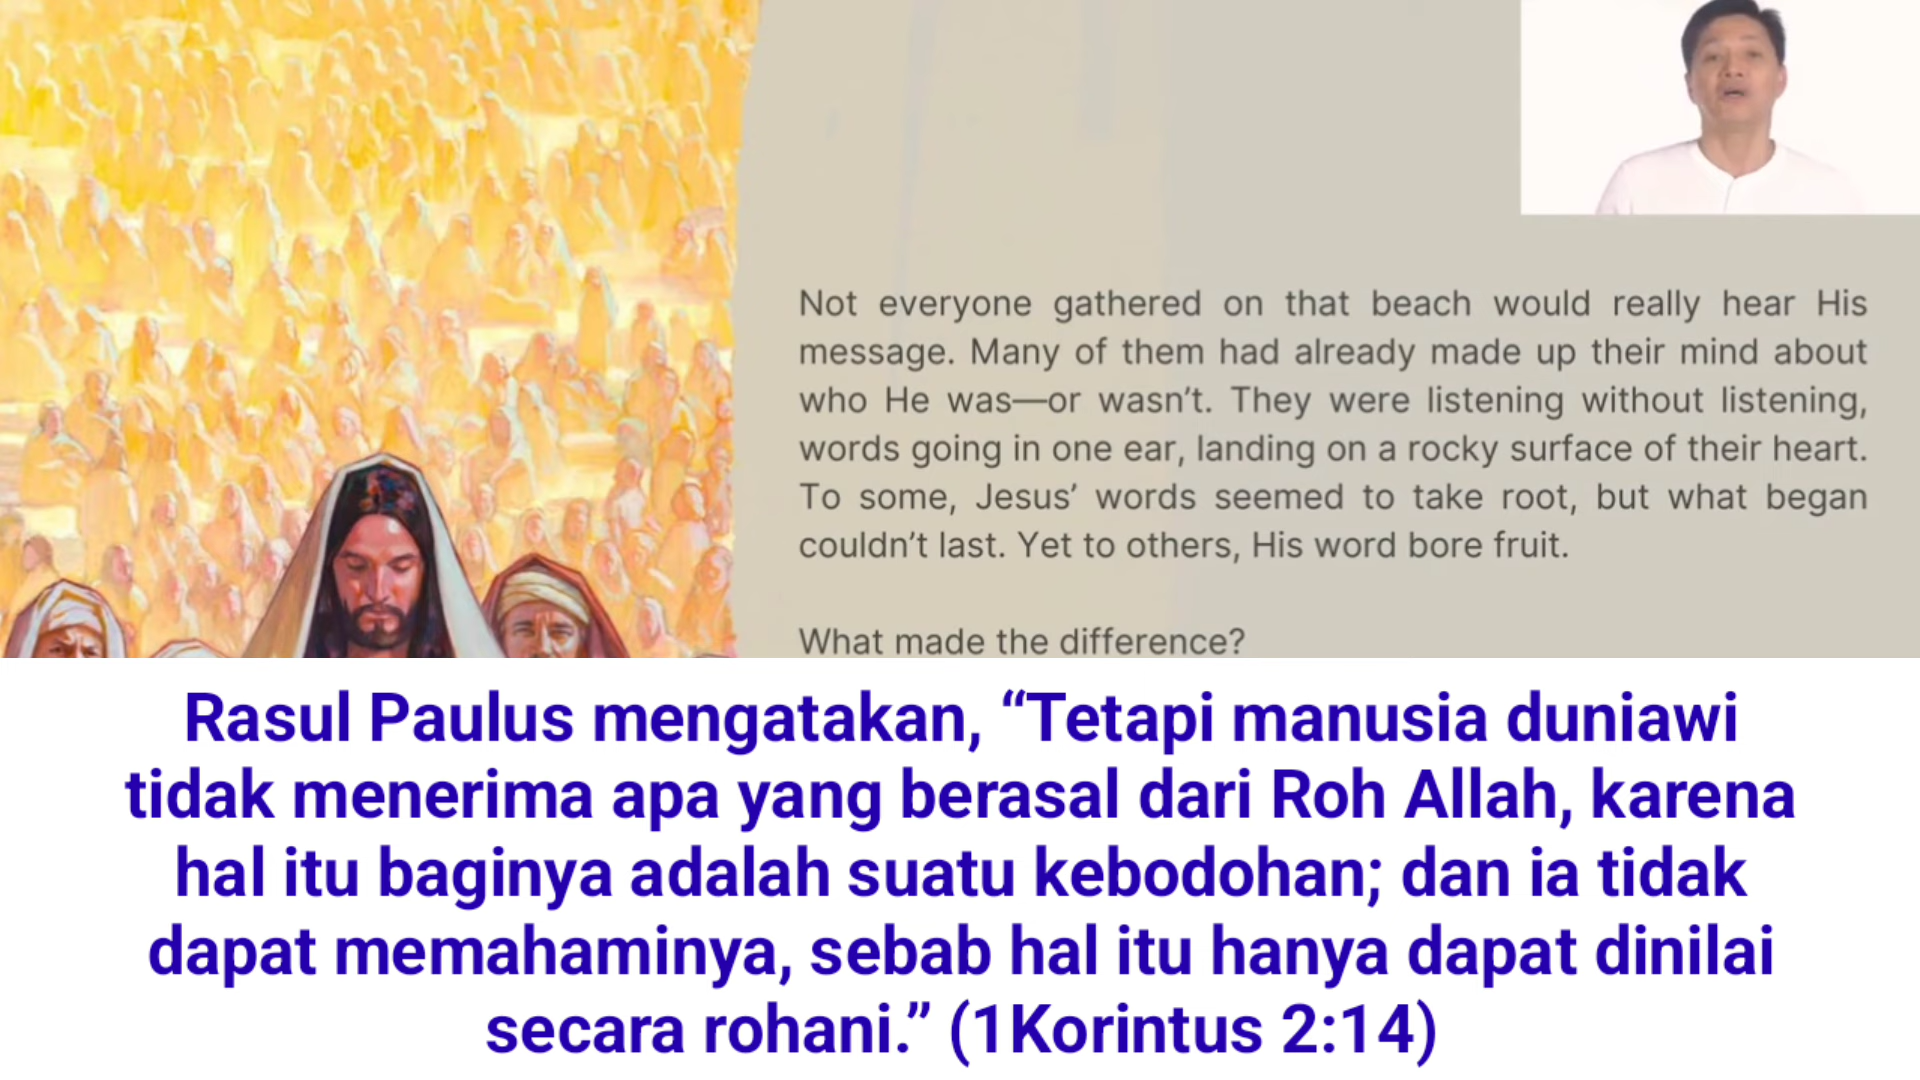 Not everyone gathered on that beach would really hear His
message. Many of them had already made up their mind about
who He was—or wasn’t. They were listening without listening,
words going in one ear, landing on a rocky surface of their heart.
To some, Jesus’ words seemed to take root, but what began
couldn’t last. Yet to others, His word bore fruit.
What made the difference?
Rasul Paulus mengatakan, “Tetapi manusia duniawi
tidak menerima apa yang berasal dari Roh Allah, karena
hal itu baginya adalah suatu kebodohan; dan ia tidak
dapat memahaminya, sebab hal itu hanya dapat dinilai
secara rohani.” (1Korintus 2:14)